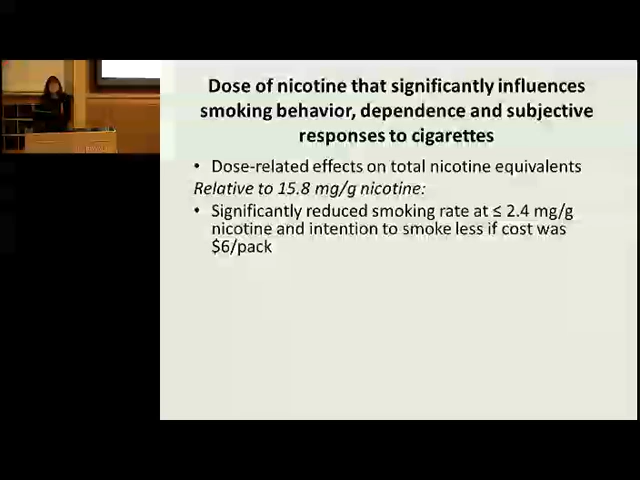 Dose of nicotine that significantly influences
smoking behavior, dependence and subjective
responses to cigarettes
• Dose-related effects on total nicotine equivalents
Relative to 15.8 mg/g nicotine:
• Significantly reduced smoking rate at ≤ 2.4 mg/g
nicotine and intention to smoke less if cost was
$6/pack